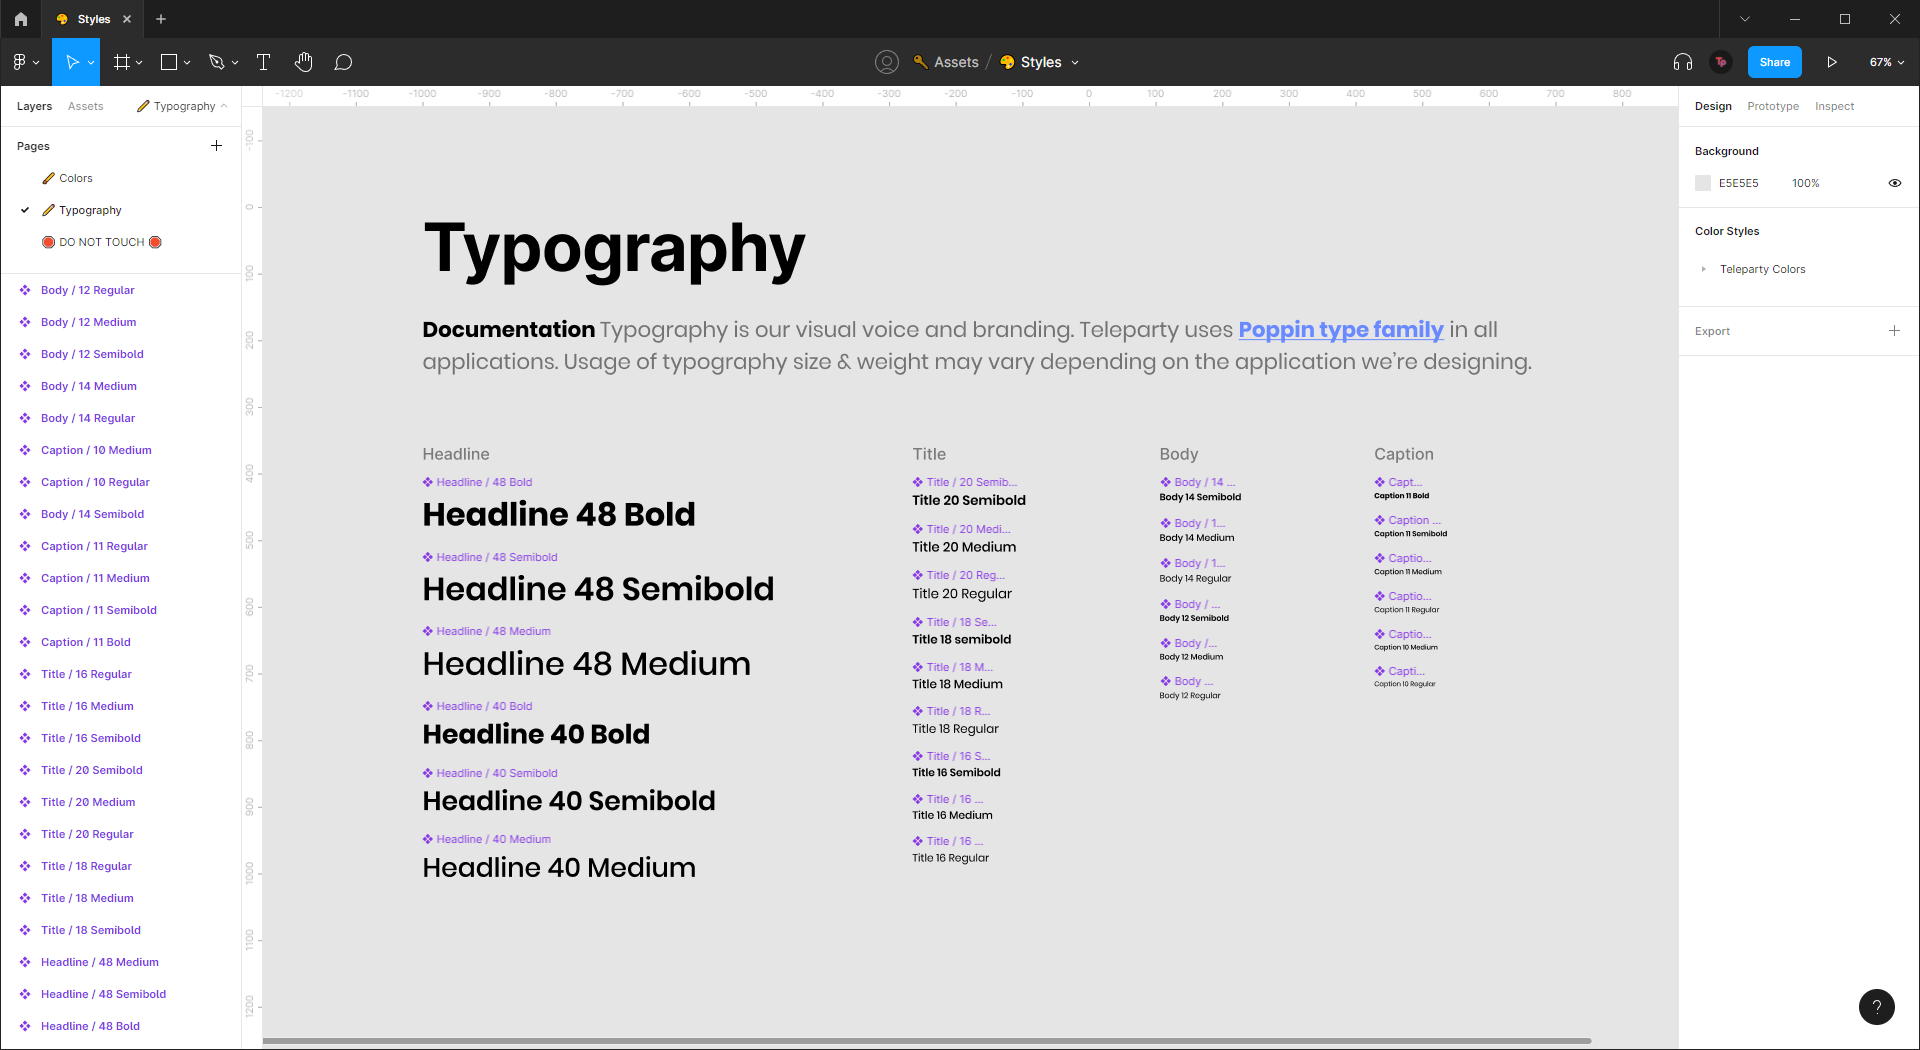 Styles
Assets / Styles
Tp
Share
67%
Layers
Assets
Typography
-1200
-1100
-1000
-900
-800
-700
-600
-500
-400
-300
-200
-100
0
100
200
300
400
500
600
700
800
Design
Prototype
Inspect
Pages
Colors
Typography
DO NOT TOUCH
Body / 12 Regular
Body / 12 Medium
Body / 12 Semibold
Body / 14 Medium
Body / 14 Regular
Caption / 10 Medium
Caption / 10 Regular
Body / 14 Semibold
Caption / 11 Regular
Caption / 11 Medium
Caption / 11 Semibold
Caption / 11 Bold
Title / 16 Regular
Title / 16 Medium
Title / 16 Semibold
Title / 20 Semibold
Title / 20 Medium
Title / 20 Regular
Title / 18 Regular
Title / 18 Medium
Title / 18 Semibold
Headline / 48 Medium
Headline / 48 Semibold
Headline / 48 Bold
-100
0
100
200
300
400
500
600
700
800
900
1000
1100
1200
Typography
Documentation Typography is our visual voice and branding. Teleparty uses Poppin type family in all
applications. Usage of typography size & weight may vary depending on the application we're designing.
Headline
Headline / 48 Bold
Headline 48 Bold
Headline / 48 Semibold
Headline 48 Semibold
Headline / 48 Medium
Headline 48 Medium
Headline / 40 Bold
Headline 40 Bold
Headline / 40 Semibold
Headline 40 Semibold
Headline / 40 Medium
Headline 40 Medium
Title
Title / 20 Semib...
Title 20 Semibold
Title / 20 Medi...
Title 20 Medium
Title / 20 Reg...
Title 20 Regular
Title / 18 Se...
Title 18 semibold
Title / 18 M...
Title 18 Medium
Title / 18 R...
Title 18 Regular
Title / 16 S...
Title 16 Semibold
Title / 16 ...
Title 16 Medium
Title / 16 ...
Title 16 Regular
Body
Body / 14 ...
Body 14 Semibold
Body / 1...
Body 14 Medium
Body / 1...
Body 14 Regular
Body / ...
Body 12 Semibold
Body /...
Body 12 Medium
Body ...
Body 12 Regular
Caption
Capt...
Caption 11 Bold
Caption ...
Caption 11 Semibold
Captio...
Caption 11 Medium
Captio...
Caption 11 Regular
Captio...
Caption 10 Medium
Capti...
Caption 10 Regular
Background
E5E5E5 100%
Color Styles
Teleparty Colors
Export
?